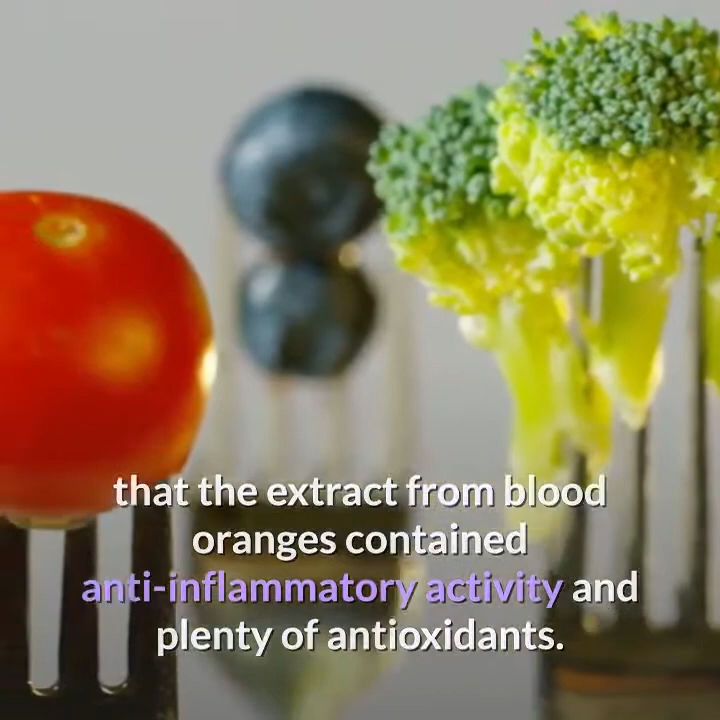 that the extract from blood
oranges contained
anti-inflammatory activity and
plenty of antioxidants.